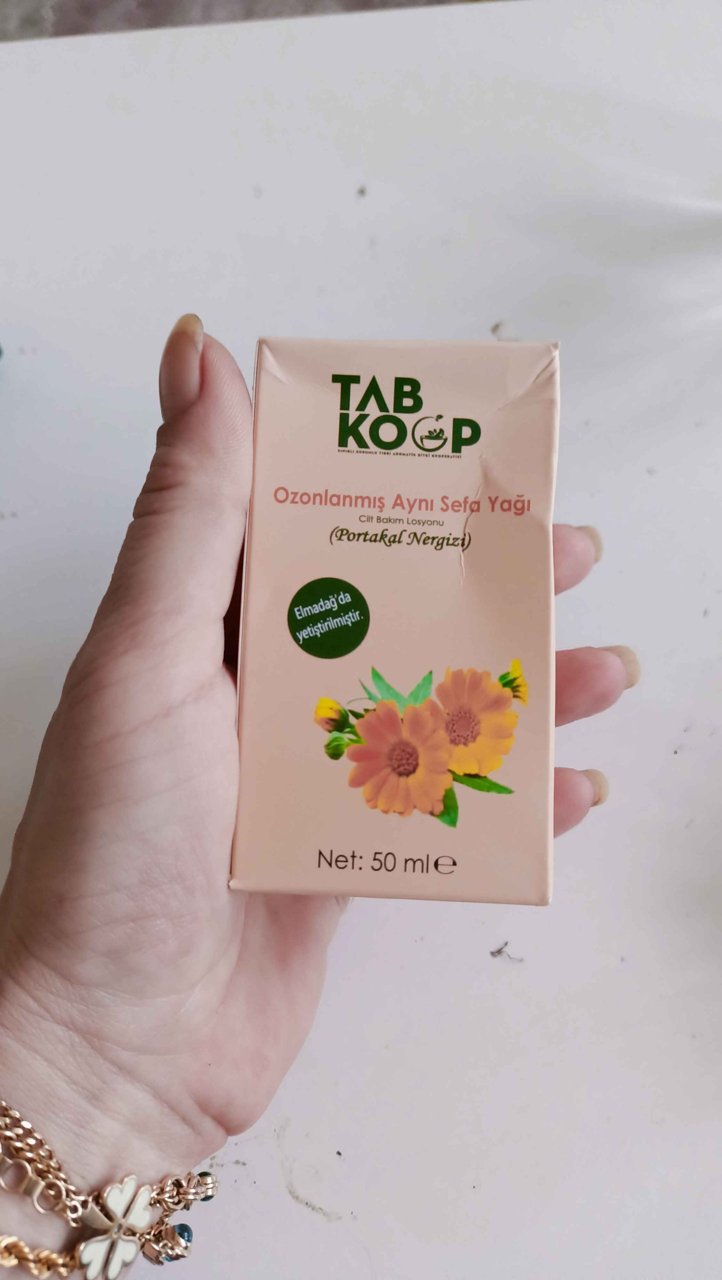 TAB
KOOP
Ozonlanmış Aynı Sefa Yağı
Cilt Bakım Losyonu
(Portakal Nergizi)
Elmadağ'da
yetiştirilmiştir.
Net: 50 ml℮